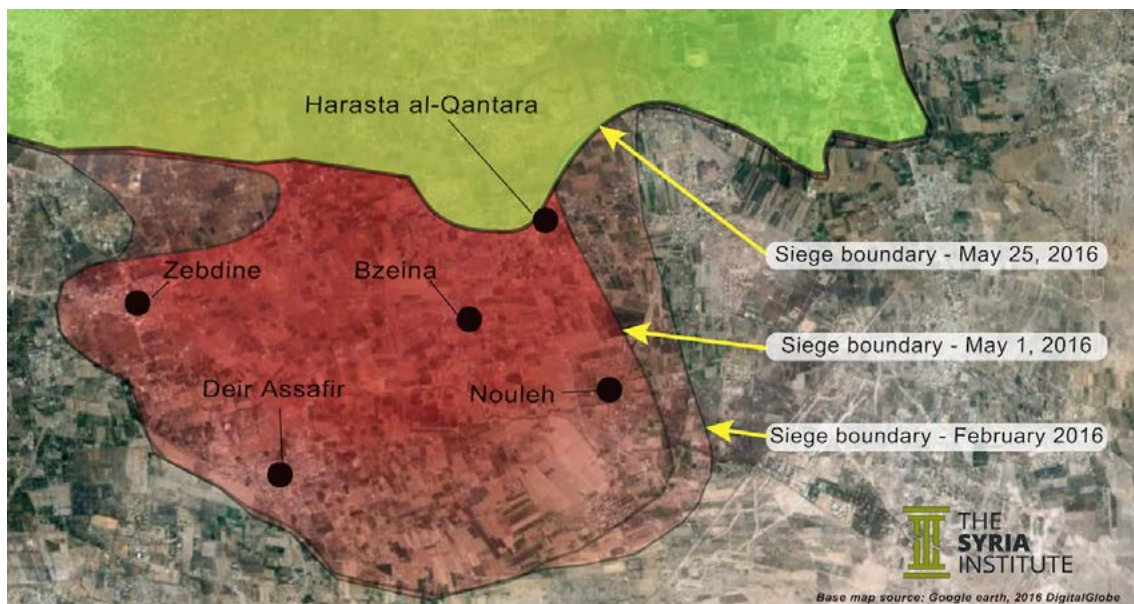 Harasta al-Qantara
Siege boundary - May 25, 2016
Zebdine
Bzeina
Siege boundary - May 1, 2016
Deir Assafir
Nouleh
Siege boundary - February 2016
THE
SYRIA
INSTITUTE
Base map source: Google earth, 2016 DigitalGlobe